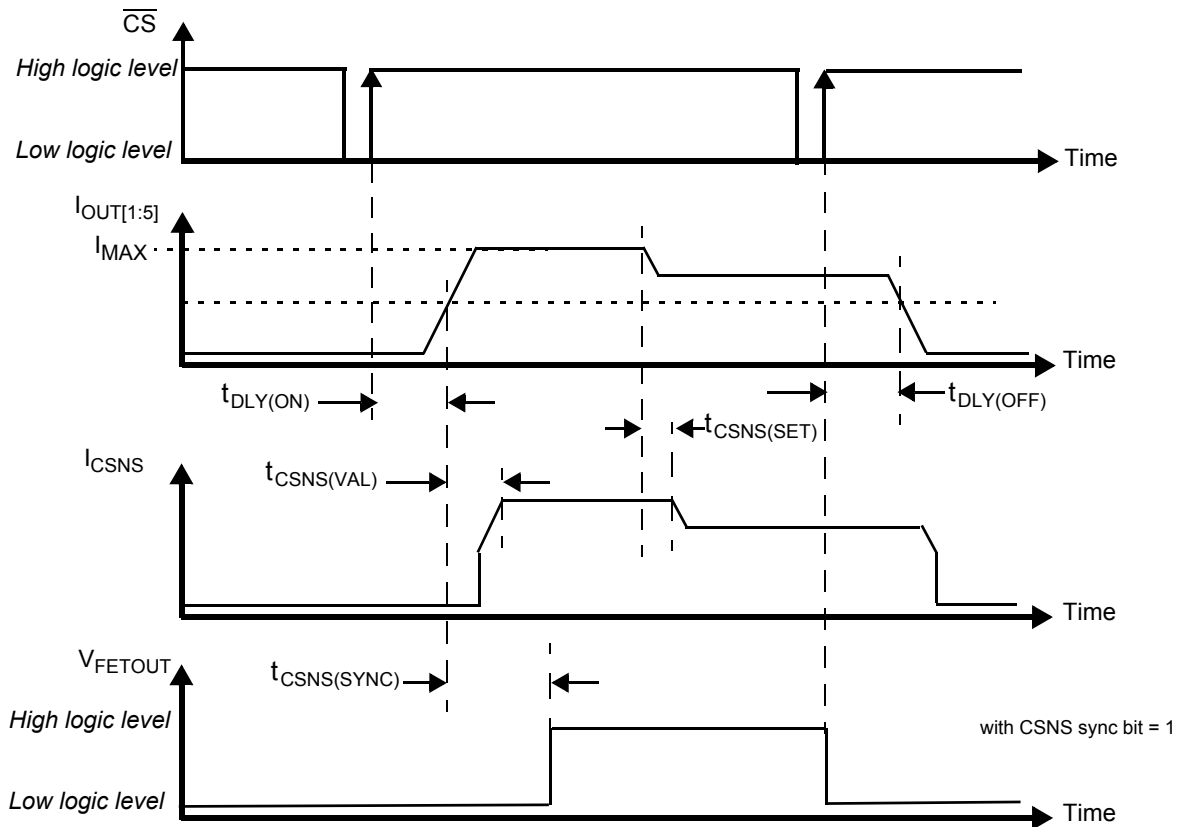 CS
High logic level
Low logic level
Time
IOUT[1:5]
IMAX
Time
tDLY(ON)
tDLY(OFF)
tCSNS(SET)
ICSNS
tCSNS(VAL)
Time
VFETOUT
tCSNS(SYNC)
High logic level
with CSNS sync bit = 1
Low logic level
Time